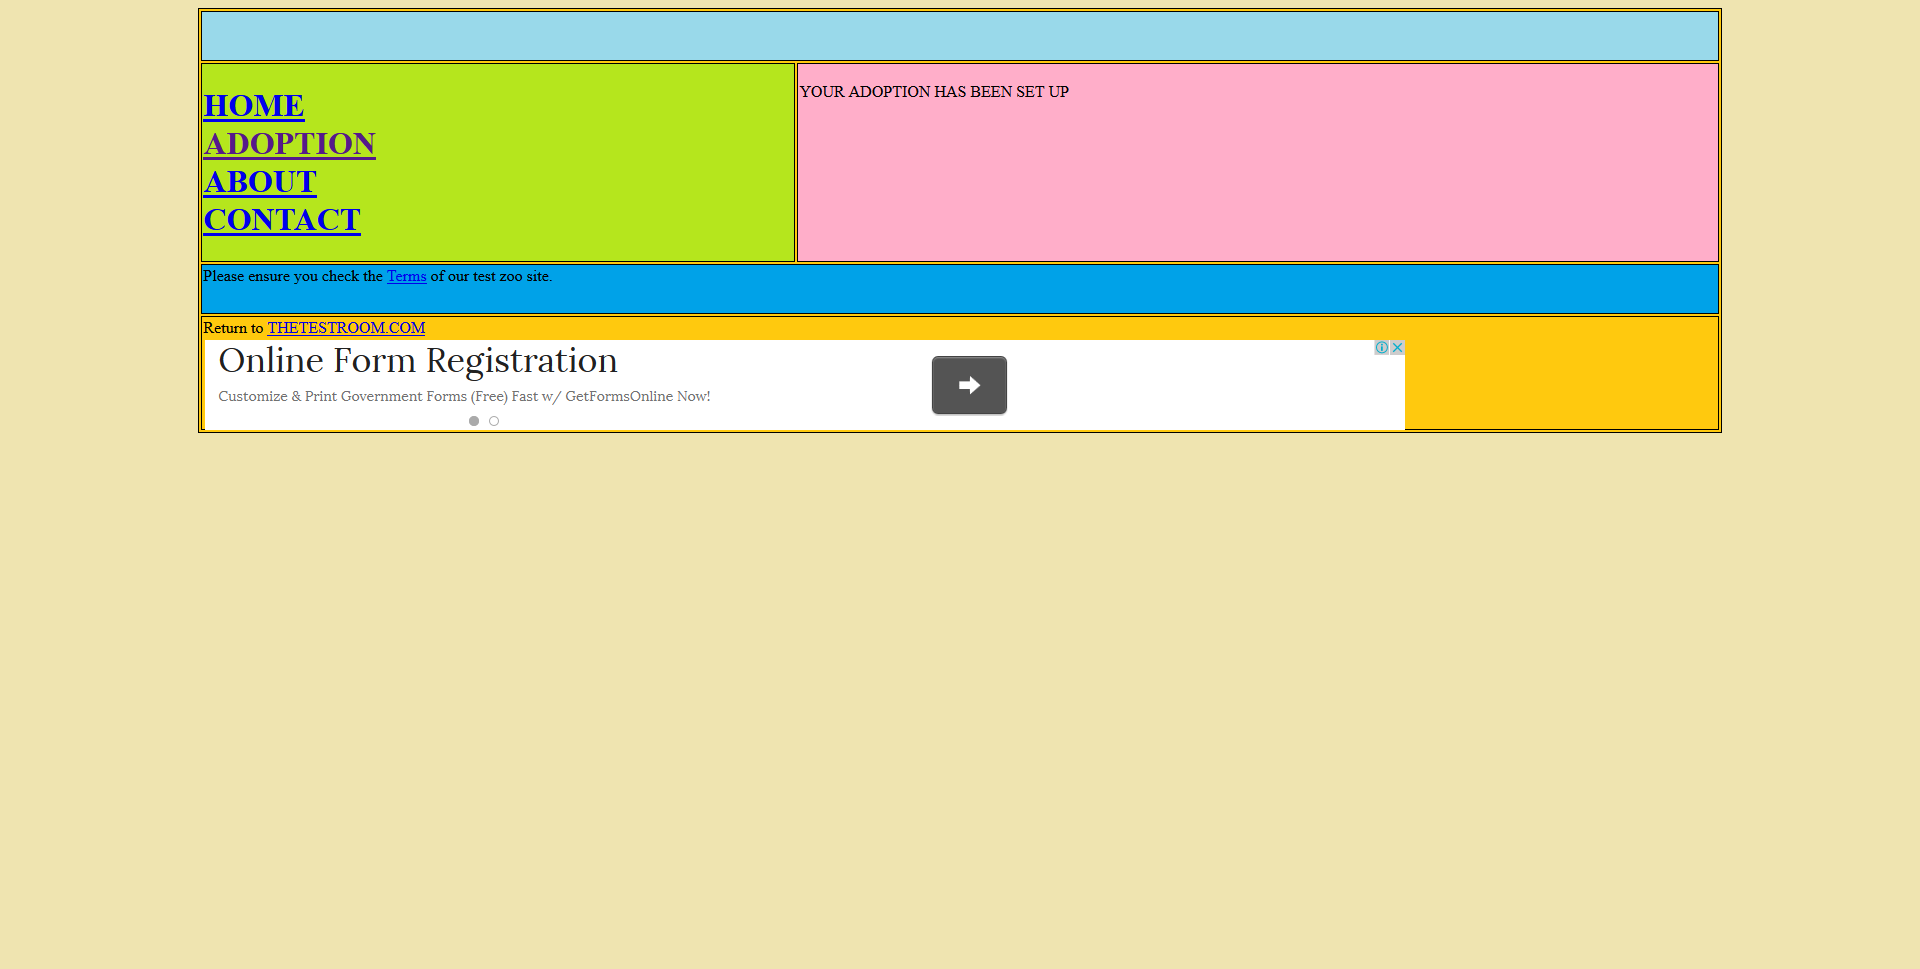 HOME
ADOPTION
ABOUT
CONTACT
YOUR ADOPTION HAS BEEN SET UP
Please ensure you check the Terms of our test zoo site.
Return to THETESTROOM.COM
Online Form Registration
Customize & Print Government Forms (Free) Fast w/ GetFormsOnline Now!